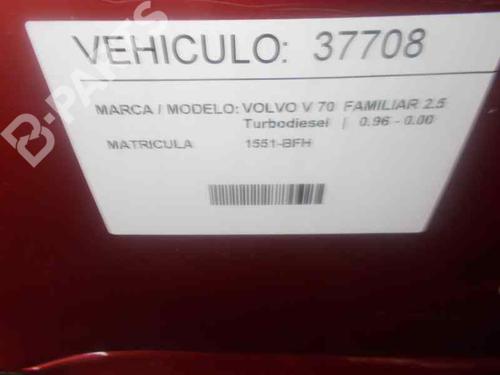 VEHICULO: 37708
MARCA / MODELO: VOLVO V 70 FAMILIAR 2.5
Turbodiesel | 0.96 - 0.00
MATRICULA 1551-BFH
B-PARTS